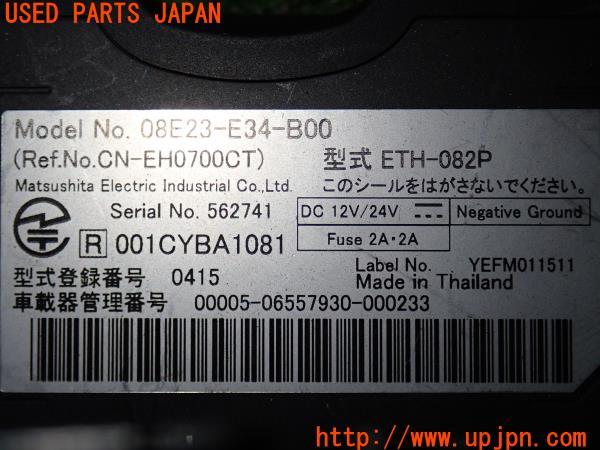 USED PARTS JAPAN
UPJ
Model No. 08E23-E34-B00
(Ref.No.CN-EH0700CT) 型式 ETH-082P
Matsushita Electric Industrial Co.,Ltd. このシールをはがさないでください。
Serial No. 562741 DC 12V/24V Negative Ground
R 001CYBA1081 Fuse 2A・2A
Label No. YEFM011511
型式登録番号 0415 Made in Thailand
車載器管理番号 00005-06557930-000233
UPJ
http://www.upjpn.com/